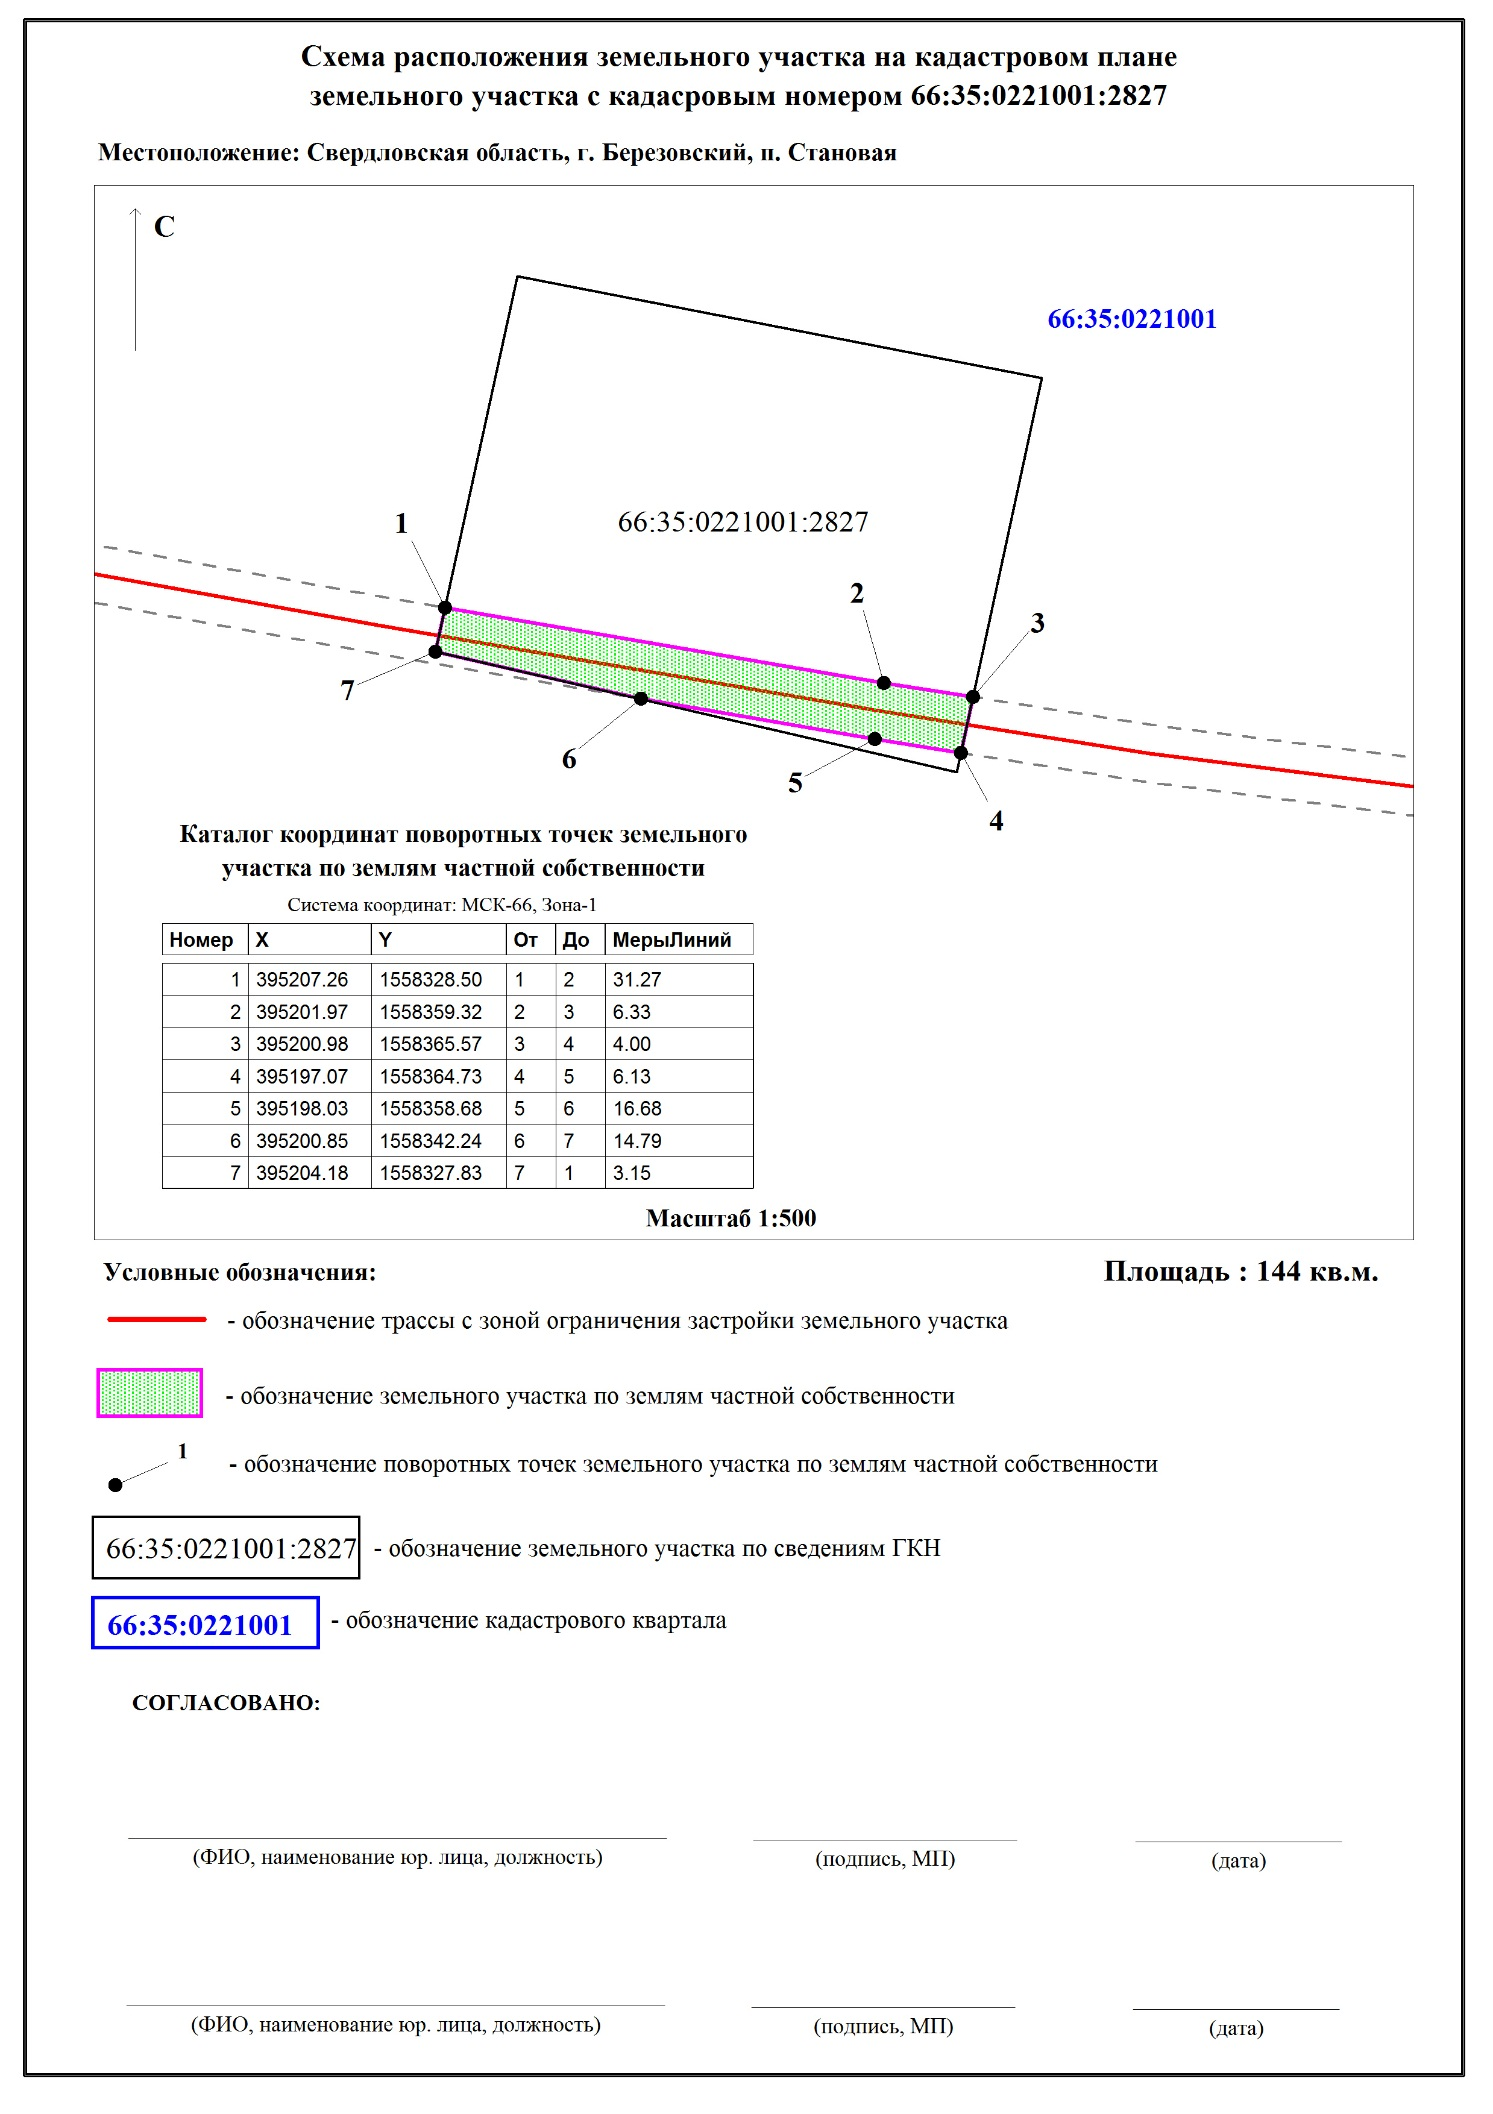 Схема расположения земельного участка на кадастровом плане
земельного участка с кадасровым номером 66:35:0221001:2827
Местоположение: Свердловская область, г. Березовский, п. Становая
С
66:35:0221001
66:35:0221001:2827
1
2
3
7
6
5
4
Каталог координат поворотных точек земельного
участка по землям частной собственности
Система координат: МСК-66, Зона-1
Номер X Y От До МерыЛиний
1 395207.26 1558328.50 1 2 31.27
2 395201.97 1558359.32 2 3 6.33
3 395200.98 1558365.57 3 4 4.00
4 395197.07 1558364.73 4 5 6.13
5 395198.03 1558358.68 5 6 16.68
6 395200.85 1558342.24 6 7 14.79
7 395204.18 1558327.83 7 1 3.15
Масштаб 1:500
Условные обозначения:
Площадь : 144 кв.м.
- обозначение трассы с зоной ограничения застройки земельного участка
- обозначение земельного участка по землям частной собственности
1
- обозначение поворотных точек земельного участка по землям частной собственности
66:35:0221001:2827 - обозначение земельного участка по сведениям ГКН
66:35:0221001 - обозначение кадастрового квартала
СОГЛАСОВАНО:
(ФИО, наименование юр. лица, должность) (подпись, МП) (дата)
(ФИО, наименование юр. лица, должность) (подпись, МП) (дата)